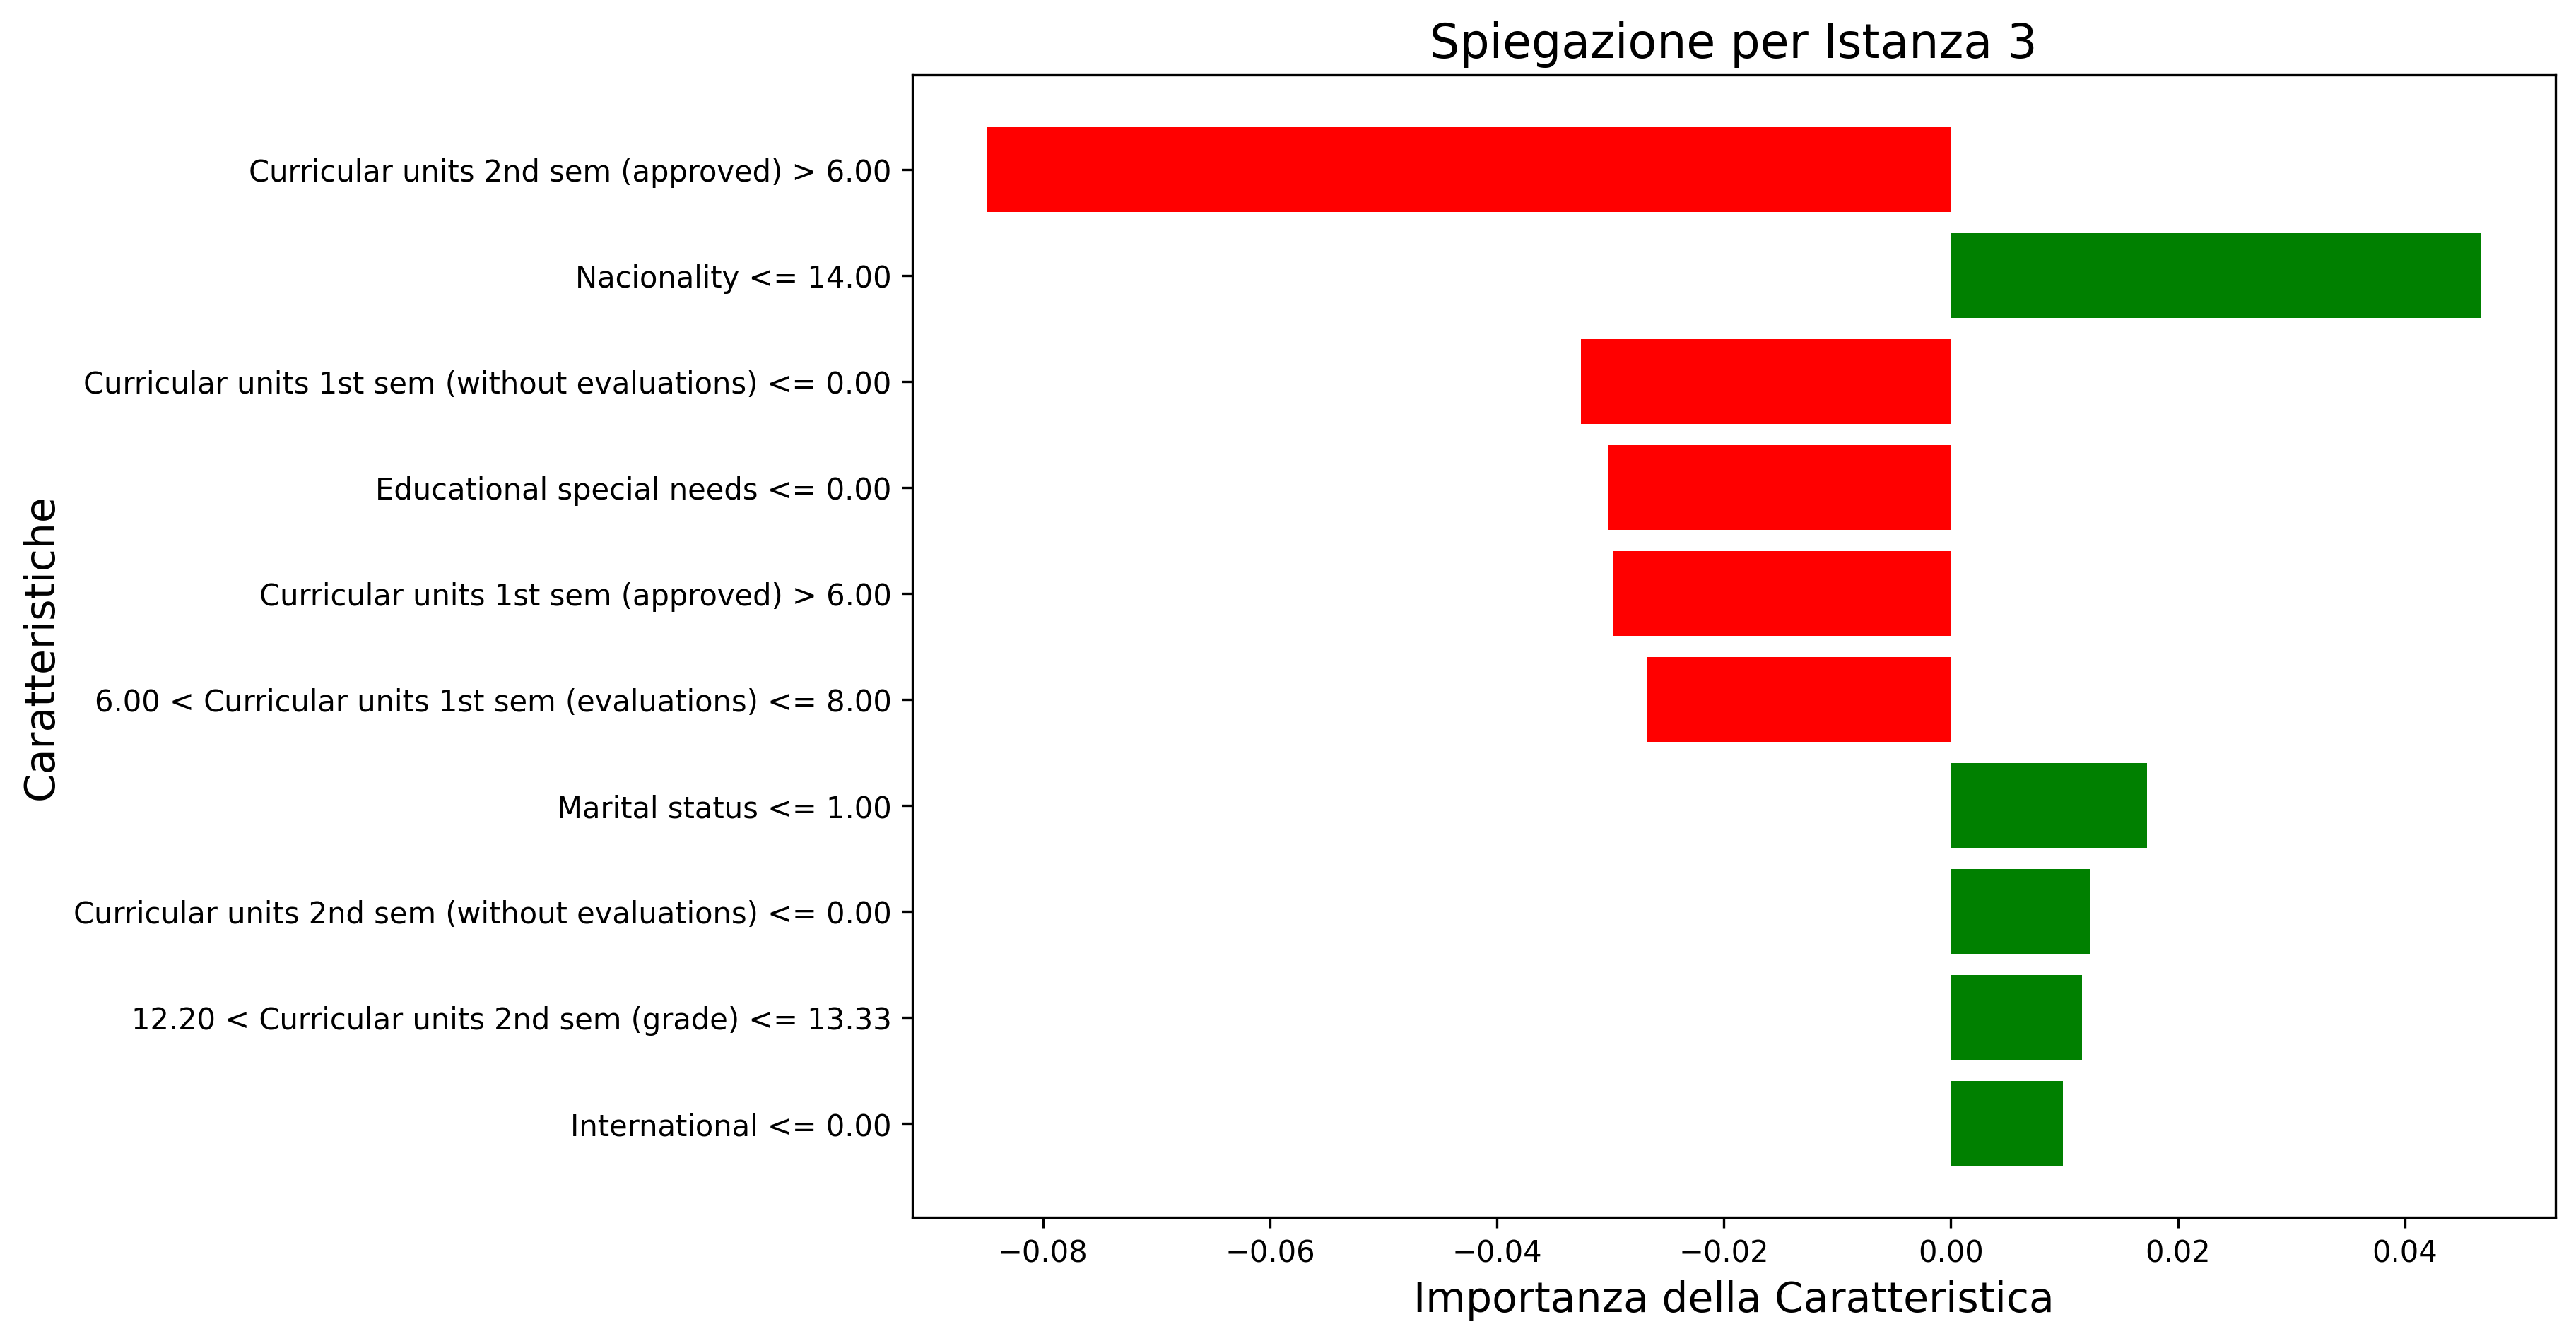 Spiegazione per Istanza 3
Caratteristiche
Curricular units 2nd sem (approved) > 6.00
Nacionality <= 14.00
Curricular units 1st sem (without evaluations) <= 0.00
Educational special needs <= 0.00
Curricular units 1st sem (approved) > 6.00
6.00 < Curricular units 1st sem (evaluations) <= 8.00
Marital status <= 1.00
Curricular units 2nd sem (without evaluations) <= 0.00
12.20 < Curricular units 2nd sem (grade) <= 13.33
International <= 0.00
−0.08 −0.06 −0.04 −0.02 0.00 0.02 0.04
Importanza della Caratteristica